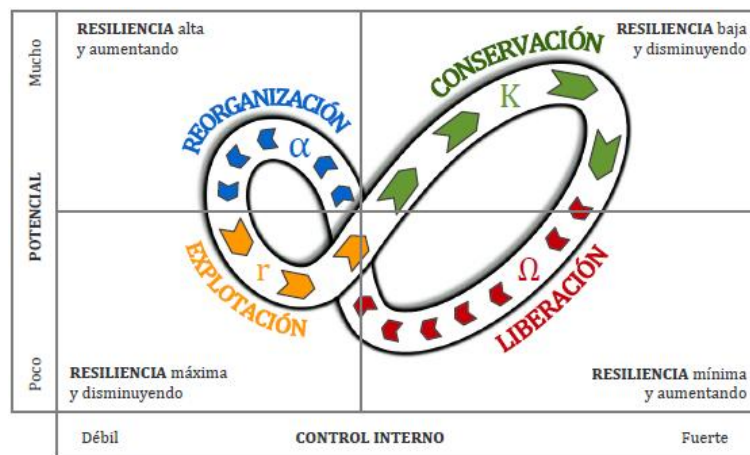 RESILIENCIA alta
y aumentando
RESILIENCIA baja
y disminuyendo
Mucho
POTENCIAL
Poco
REORGANIZACIÓN
α
CONSERVACIÓN
K
EXPLOTACIÓN
r
LIBERACIÓN
Ω
RESILIENCIA máxima
y disminuyendo
RESILIENCIA mínima
y aumentando
Débil
CONTROL INTERNO
Fuerte